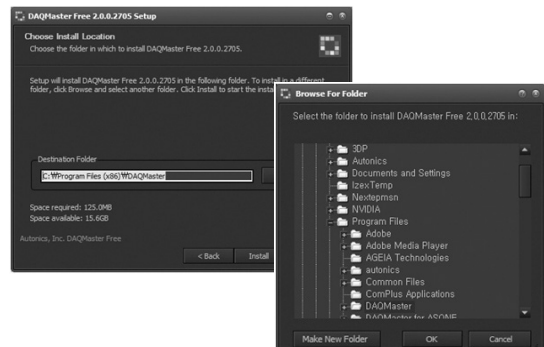 DAQMaster Free 2.0.0.2705 Setup
Choose Install Location
Choose the folder in which to install DAQMaster Free 2.0.0.2705.
Setup will install DAQMaster Free 2.0.0.2705 in the following folder. To install in a different
folder, click Browse and select another folder. Click Install to start the
Destination Folder
C:₩Program Files (x86)₩DAQMaster
Space required: 125.0MB
Space available: 15.6GB
Autonics, Inc. DAQMaster Free
< Back
Install
Browse For Folder
Select the folder to install DAQMaster Free 2,0,0,2705 in:
3DP
Autonics
Documents and Settings
IzexTemp
Nextepmsn
NVIDIA
Program Files
Adobe
Adobe Media Player
AGEIA Technologies
autonics
Common Files
ComPlus Applications
DAQMaster
DAQMaster for ASONE
Make New Folder
OK
Cancel